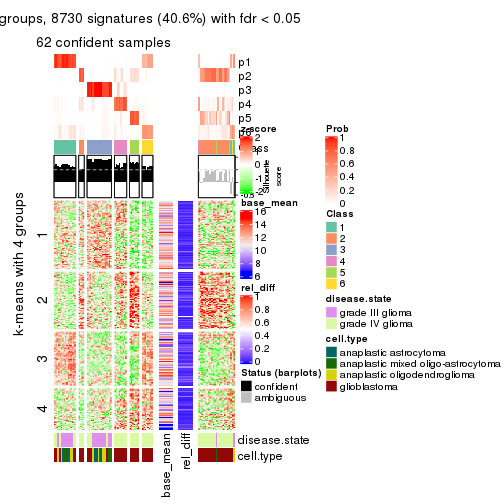 groups, 8730 signatures (40.6%) with fdr < 0.05
62 confident samples
p1
p2
p3
p4
p5
p6
Class
Silhouette
score
k-means with 4 groups
1
2
3
4
base_mean
rel_diff
disease.state
cell.type
z-score
2
1
0
-1
-2
base_mean
16
14
12
10
8
6
rel_diff
1
0.8
0.6
0.4
0.2
0
Status (barplots)
confident
ambiguous
Prob
1
0.8
0.6
0.4
0.2
0
Class
1
2
3
4
5
6
disease.state
grade III glioma
grade IV glioma
cell.type
anaplastic astrocytoma
anaplastic mixed oligo-astrocytoma
anaplastic oligodendroglioma
glioblastoma